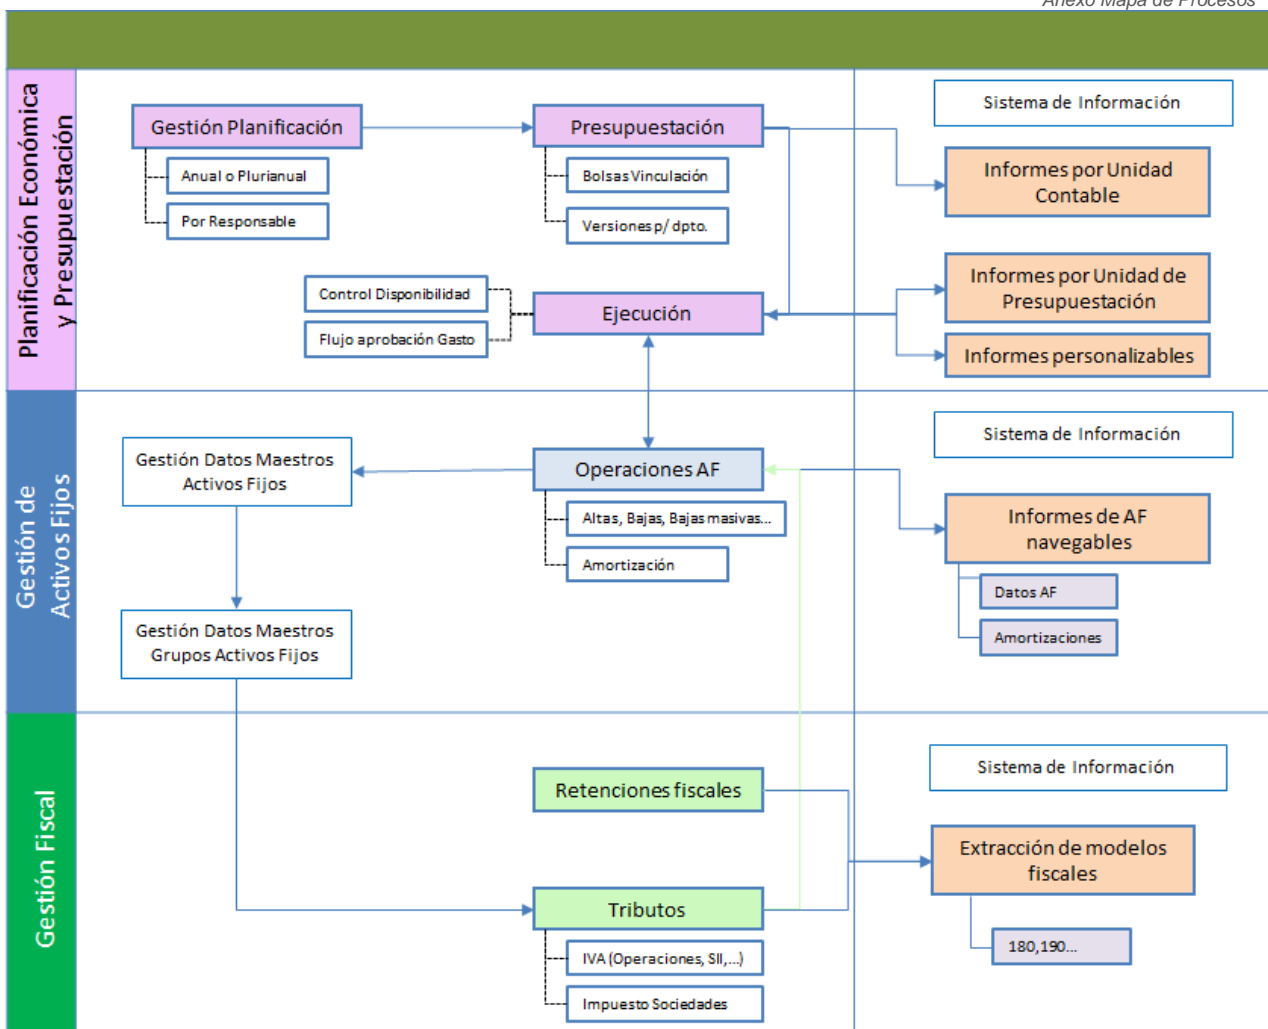 Anexo Mapa de Procesos
Planificación Económica
y Presupuestación
Gestión Planificación
Anual o Plurianual
Por Responsable
Presupuestación
Bolsas Vinculación
Versiones p/ dpto.
Control Disponibilidad
Flujo aprobación Gasto
Ejecución
Sistema de Información
Informes por Unidad
Contable
Informes por Unidad de
Presupuestación
Informes personalizables
Gestión de
Activos Fijos
Gestión Datos Maestros
Activos Fijos
Operaciones AF
Altas, Bajas, Bajas masivas...
Amortización
Gestión Datos Maestros
Grupos Activos Fijos
Sistema de Información
Informes de AF
navegables
Datos AF
Amortizaciones
Gestión Fiscal
Retenciones fiscales
Tributos
IVA (Operaciones, SII,...)
Impuesto Sociedades
Sistema de Información
Extracción de modelos
fiscales
180,190...